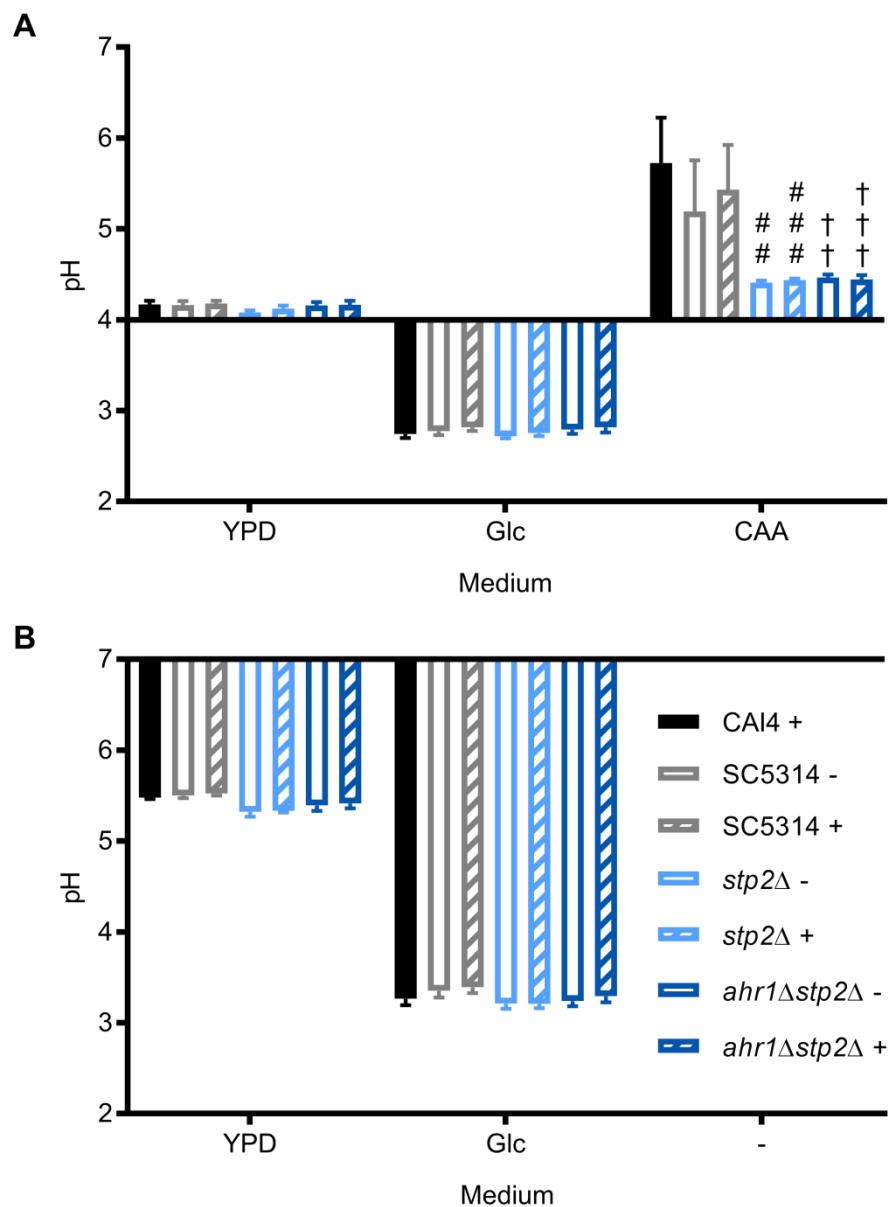 A
7
6
5
4
3
2
pH
# #
# # #
† †
† † †
YPD Glc CAA
Medium
B
7
6
5
4
3
2
pH
CAI4 +
SC5314 -
SC5314 +
stp2Δ -
stp2Δ +
ahr1Δstp2Δ -
ahr1Δstp2Δ +
YPD Glc -
Medium